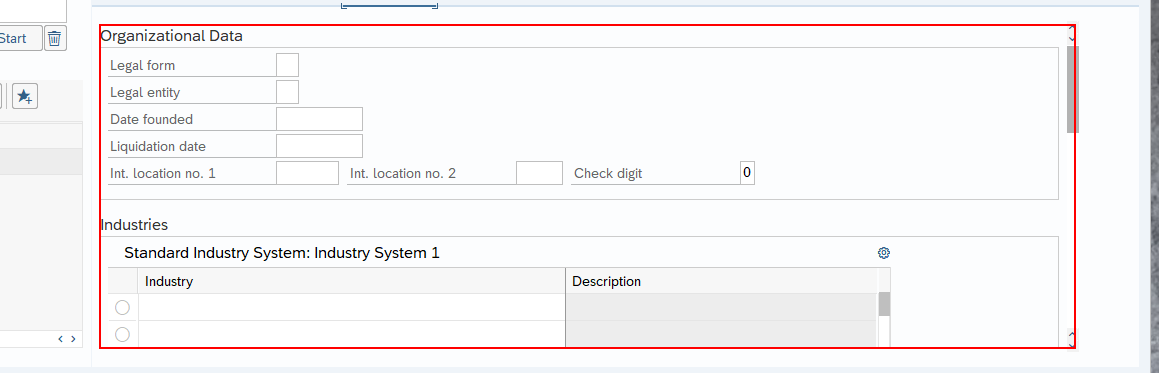 Start
Organizational Data
Legal form
Legal entity
Date founded
Liquidation date
Int. location no. 1 Int. location no. 2 Check digit 0
Industries
Standard Industry System: Industry System 1
Industry Description